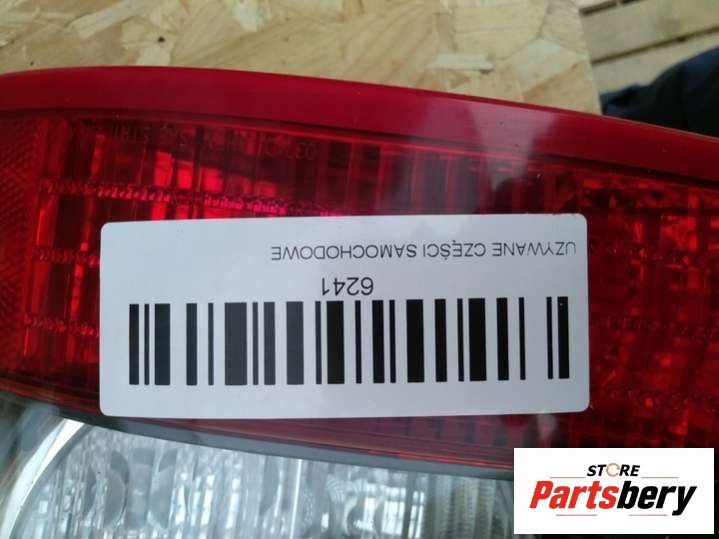 UZYWANE CZĘŚCI SAMOCHODOWE
6241
STORE
Partsbery